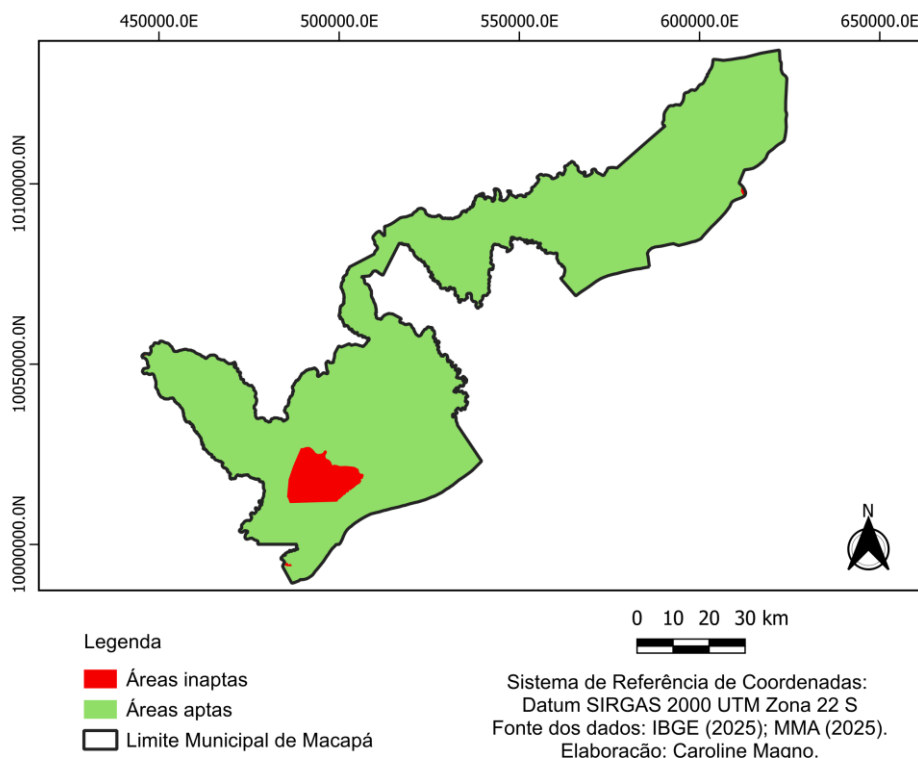 450000.0E 500000.0E 550000.0E 600000.0E 650000.0E
10100000.0N
10050000.0N
10000000.0N
N
0 10 20 30 km
Legenda
Áreas inaptas
Áreas aptas
Limite Municipal de Macapá
Sistema de Referência de Coordenadas:
Datum SIRGAS 2000 UTM Zona 22 S
Fonte dos dados: IBGE (2025); MMA (2025).
Elaboração: Caroline Magno.